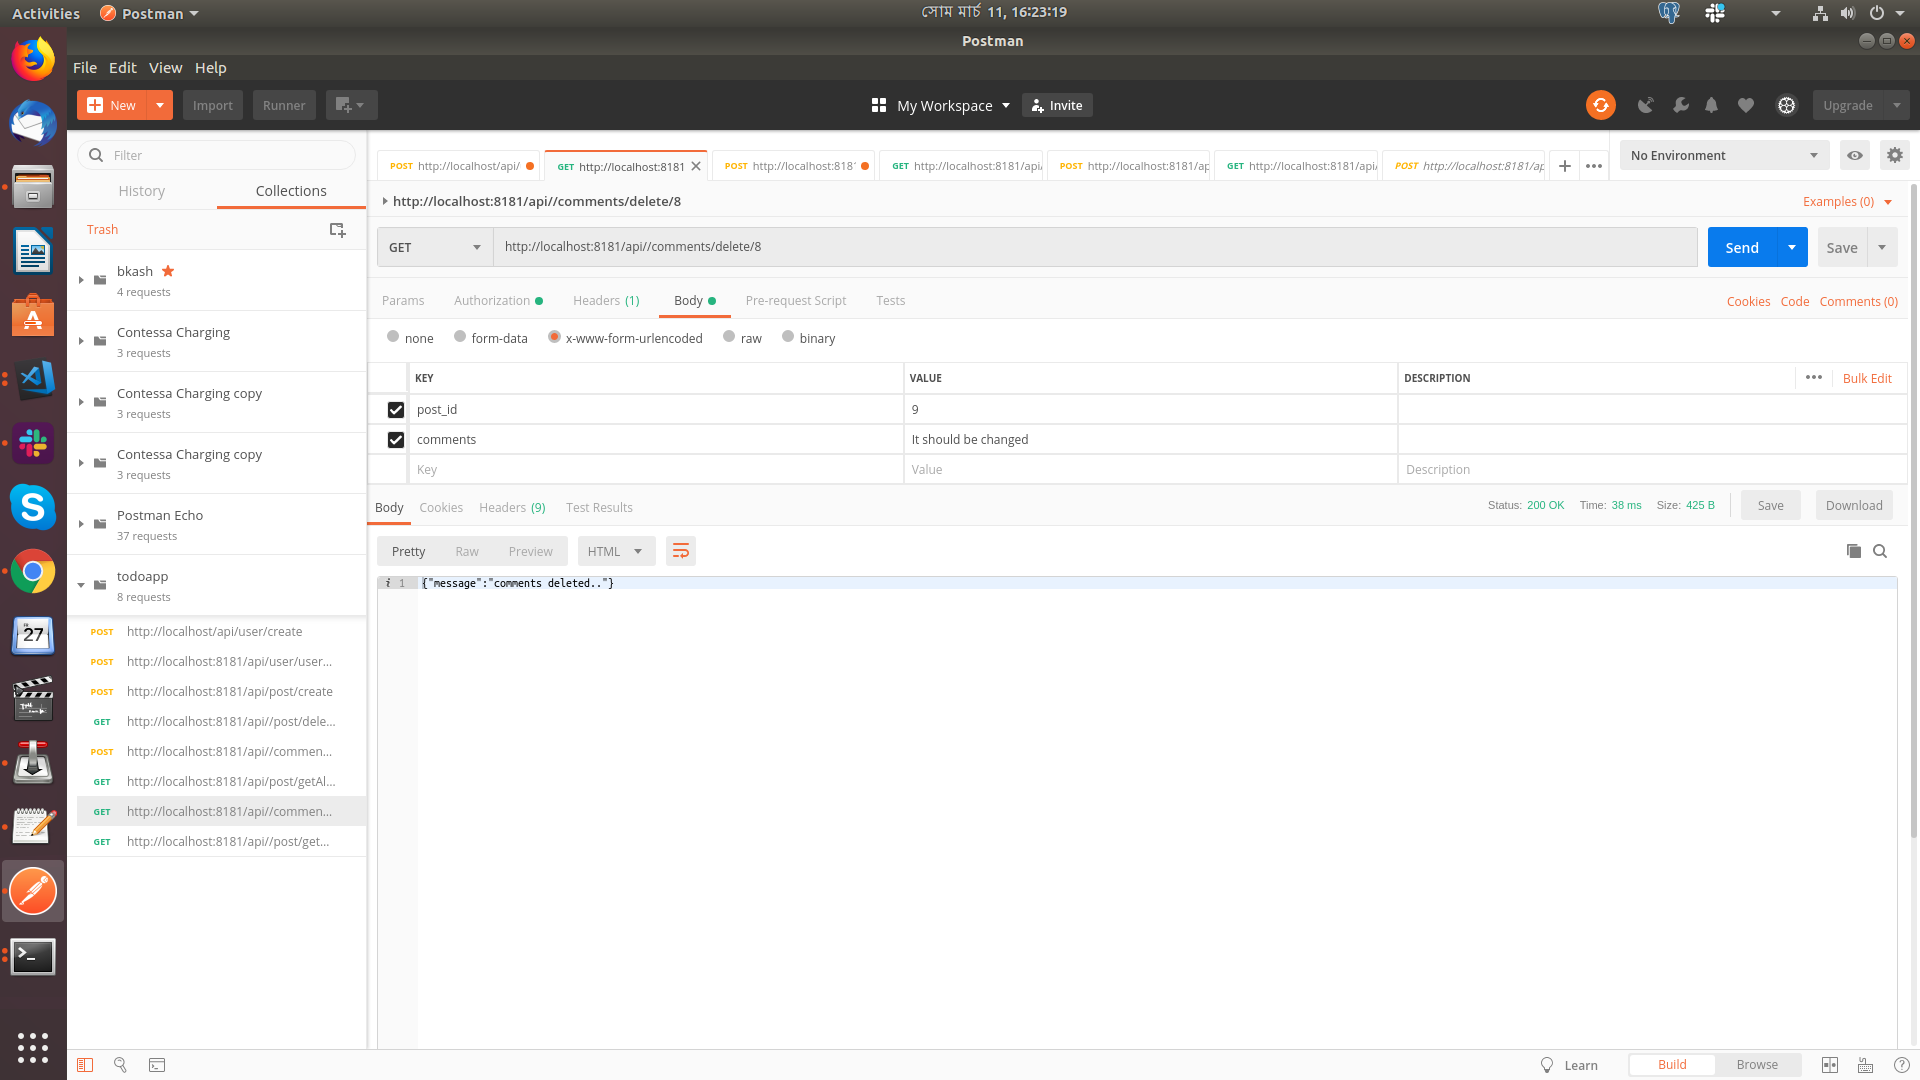 Activities Postman সোম মার্চ 11, 16:23:19
Postman
File Edit View Help
New Import Runner My Workspace Invite Upgrade
Filter
History Collections
Trash
bkash
4 requests
Contessa Charging
3 requests
Contessa Charging copy
3 requests
Contessa Charging copy
3 requests
Postman Echo
37 requests
todoapp
8 requests
POST http://localhost/api/user/create
POST http://localhost:8181/api/user/user...
POST http://localhost:8181/api/post/create
GET http://localhost:8181/api//post/dele...
POST http://localhost:8181/api//commen...
GET http://localhost:8181/api/post/getAl...
GET http://localhost:8181/api//commen...
GET http://localhost:8181/api//post/get...
POST http://localhost/api/ GET http://localhost:8181 POST http://localhost:818 GET http://localhost:8181/api/ POST http://localhost:8181/ap GET http://localhost:8181/api/ POST http://localhost:8181/ap No Environment
http://localhost:8181/api//comments/delete/8 Examples (0)
GET http://localhost:8181/api//comments/delete/8 Send Save
Params Authorization Headers (1) Body Pre-request Script Tests Cookies Code Comments (0)
none form-data x-www-form-urlencoded raw binary
KEY VALUE DESCRIPTION ••• Bulk Edit
post_id 9
comments It should be changed
Key Value Description
Body Cookies Headers (9) Test Results Status: 200 OK Time: 38 ms Size: 425 B Save Download
Pretty Raw Preview HTML
i 1 {"message":"comments deleted.."}
27
Learn Build Browse